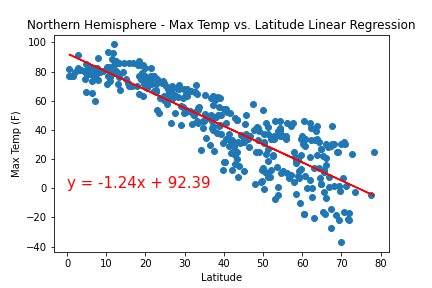 Northern Hemisphere - Max Temp vs. Latitude Linear Regression
100
80
60
40
20
0
−20
−40
Max Temp (F)
y = -1.24x + 92.39
0 10 20 30 40 50 60 70 80
Latitude